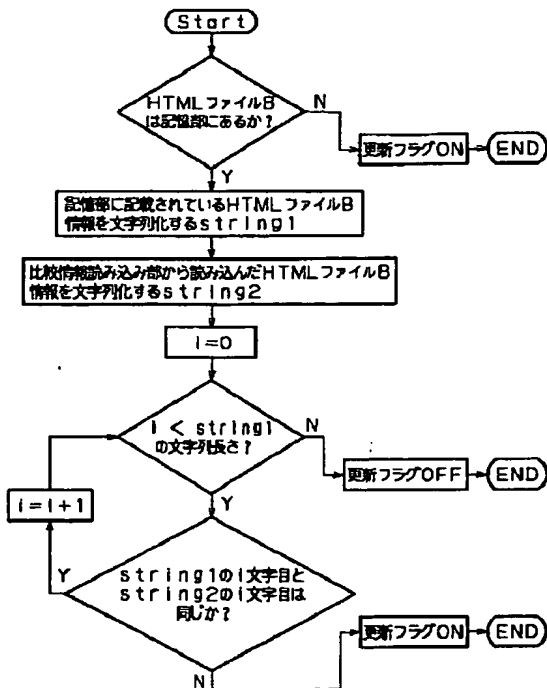 Start
HTMLファイルB
は記憶部にあるか?
N
更新フラグON
END
Y
記憶部に記載されているHTMLファイルB
情報を文字列化するstring1
比較情報読み込み部から読み込んだHTMLファイルB
情報を文字列化するstring2
i=0
i < string1
の文字列長さ?
N
更新フラグOFF
END
i=i+1
Y
Y
string1のi文字目と
string2のi文字目は
同じか?
更新フラグON
END
N